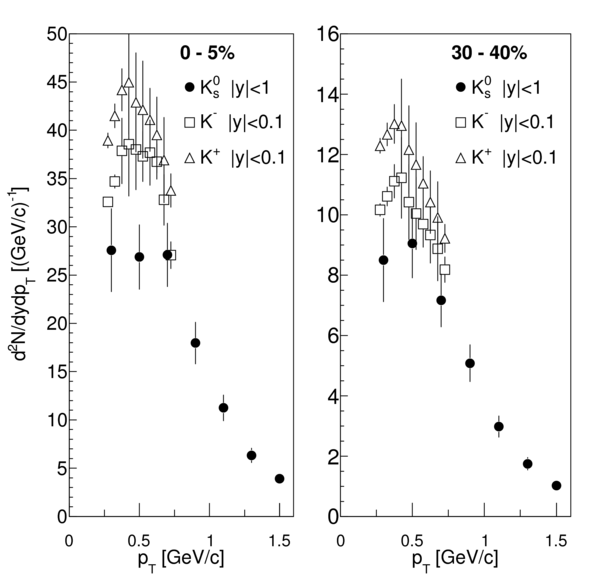 d²N/dydp_T [(GeV/c)⁻¹]
50
45
40
35
30
25
20
15
10
5
0
0 - 5%
K⁰ₛ |y|<1
K⁻ |y|<0.1
K⁺ |y|<0.1
0 0.5 1 1.5
p_T [GeV/c]
16
14
12
10
8
6
4
2
0
30 - 40%
K⁰ₛ |y|<1
K⁻ |y|<0.1
K⁺ |y|<0.1
0 0.5 1 1.5
p_T [GeV/c]